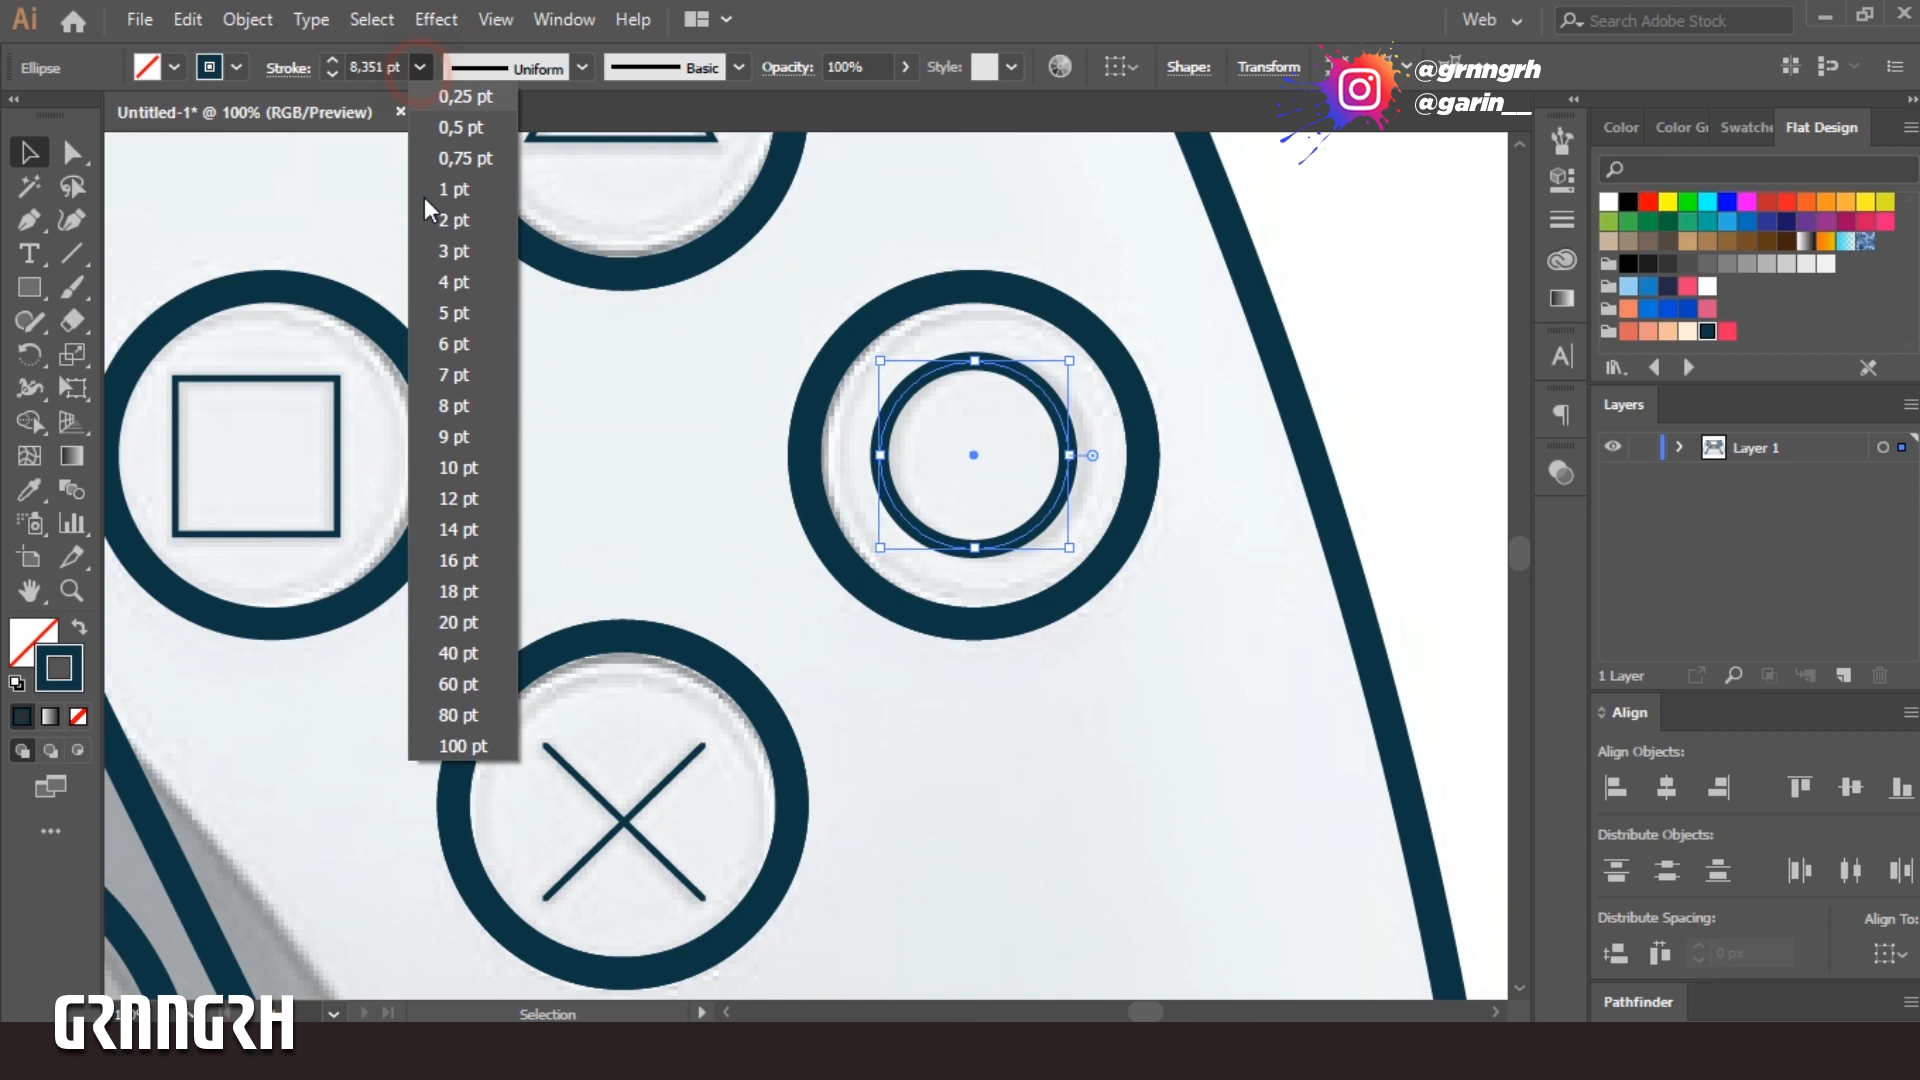 Ai
File Edit Object Type Select Effect View Window Help
Web
Search Adobe Stock
Ellipse
Stroke: 8,351 pt
Uniform
Basic
Opacity: 100%
Style:
Shape:
Transform
@grnngrh
@garin__
Untitled-1* @ 100% (RGB/Preview)
0,25 pt
0,5 pt
0,75 pt
1 pt
2 pt
3 pt
4 pt
5 pt
6 pt
7 pt
8 pt
9 pt
10 pt
12 pt
14 pt
16 pt
18 pt
20 pt
40 pt
60 pt
80 pt
100 pt
Color Color Gu Swatche Flat Design
Layers
Layer 1
1 Layer
Align
Align Objects:
Distribute Objects:
Distribute Spacing: Align To:
0 px
Pathfinder
Selection
GRNNGRH